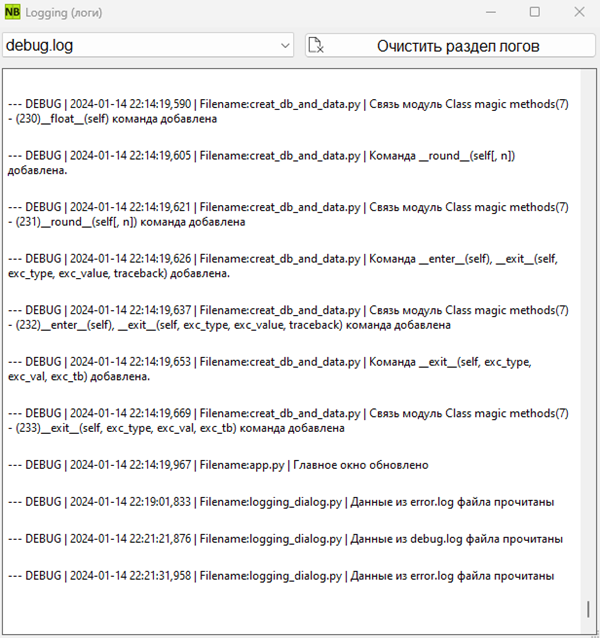 NB Logging (логи)
debug.log
Очистить раздел логов
--- DEBUG | 2024-01-14 22:14:19,590 | Filename:creat_db_and_data.py | Связь модуль Class magic methods(7)
- (230)__float__(self) команда добавлена
--- DEBUG | 2024-01-14 22:14:19,605 | Filename:creat_db_and_data.py | Команда __round__(self[, n])
добавлена.
--- DEBUG | 2024-01-14 22:14:19,621 | Filename:creat_db_and_data.py | Связь модуль Class magic methods(7)
- (231)__round__(self[, n]) команда добавлена
--- DEBUG | 2024-01-14 22:14:19,626 | Filename:creat_db_and_data.py | Команда __enter__(self), __exit__(self,
exc_type, exc_value, traceback) добавлена.
--- DEBUG | 2024-01-14 22:14:19,637 | Filename:creat_db_and_data.py | Связь модуль Class magic methods(7)
- (232)__enter__(self), __exit__(self, exc_type, exc_value, traceback) команда добавлена
--- DEBUG | 2024-01-14 22:14:19,653 | Filename:creat_db_and_data.py | Команда __exit__(self, exc_type,
exc_val, exc_tb) добавлена.
--- DEBUG | 2024-01-14 22:14:19,669 | Filename:creat_db_and_data.py | Связь модуль Class magic methods(7)
- (233)__exit__(self, exc_type, exc_val, exc_tb) команда добавлена
--- DEBUG | 2024-01-14 22:14:19,967 | Filename:app.py | Главное окно обновлено
--- DEBUG | 2024-01-14 22:19:01,833 | Filename:logging_dialog.py | Данные из error.log файла прочитаны
--- DEBUG | 2024-01-14 22:21:21,876 | Filename:logging_dialog.py | Данные из debug.log файла прочитаны
--- DEBUG | 2024-01-14 22:21:31,958 | Filename:logging_dialog.py | Данные из error.log файла прочитаны